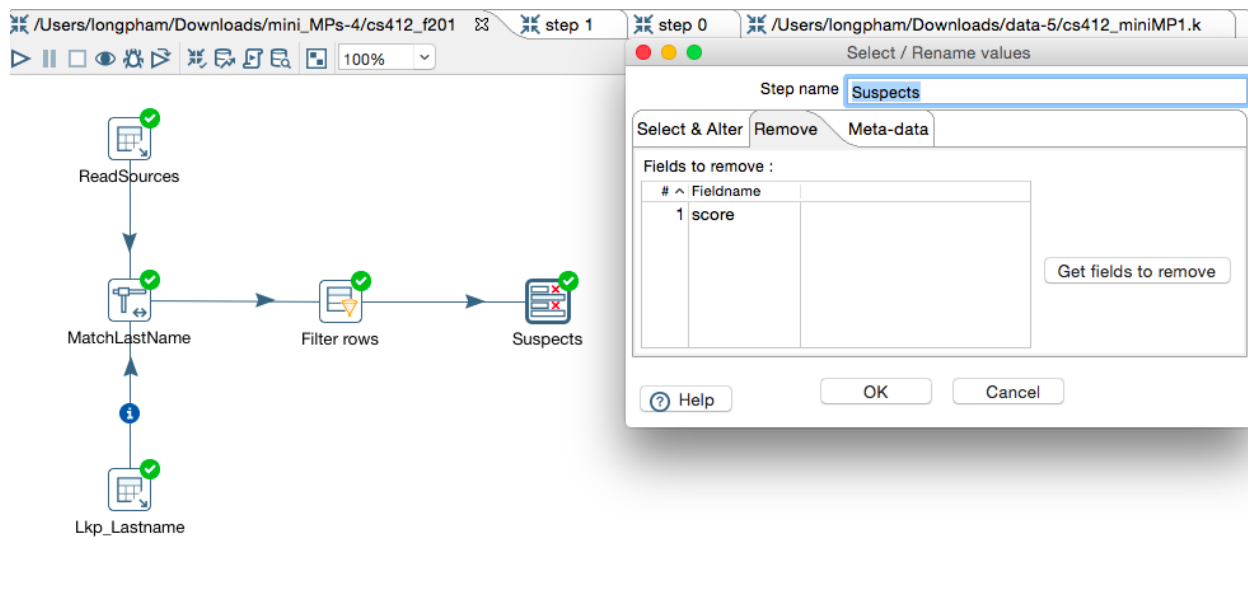 /Users/longpham/Downloads/mini_MPs-4/cs412_f201
step 1
step 0
/Users/longpham/Downloads/data-5/cs412_miniMP1.k
100%
ReadSources
MatchLastName
Filter rows
Suspects
Lkp_Lastname
Select / Rename values
Step name
Suspects
Select & Alter
Remove
Meta-data
Fields to remove :
# Fieldname
1 score
Get fields to remove
Help
OK
Cancel